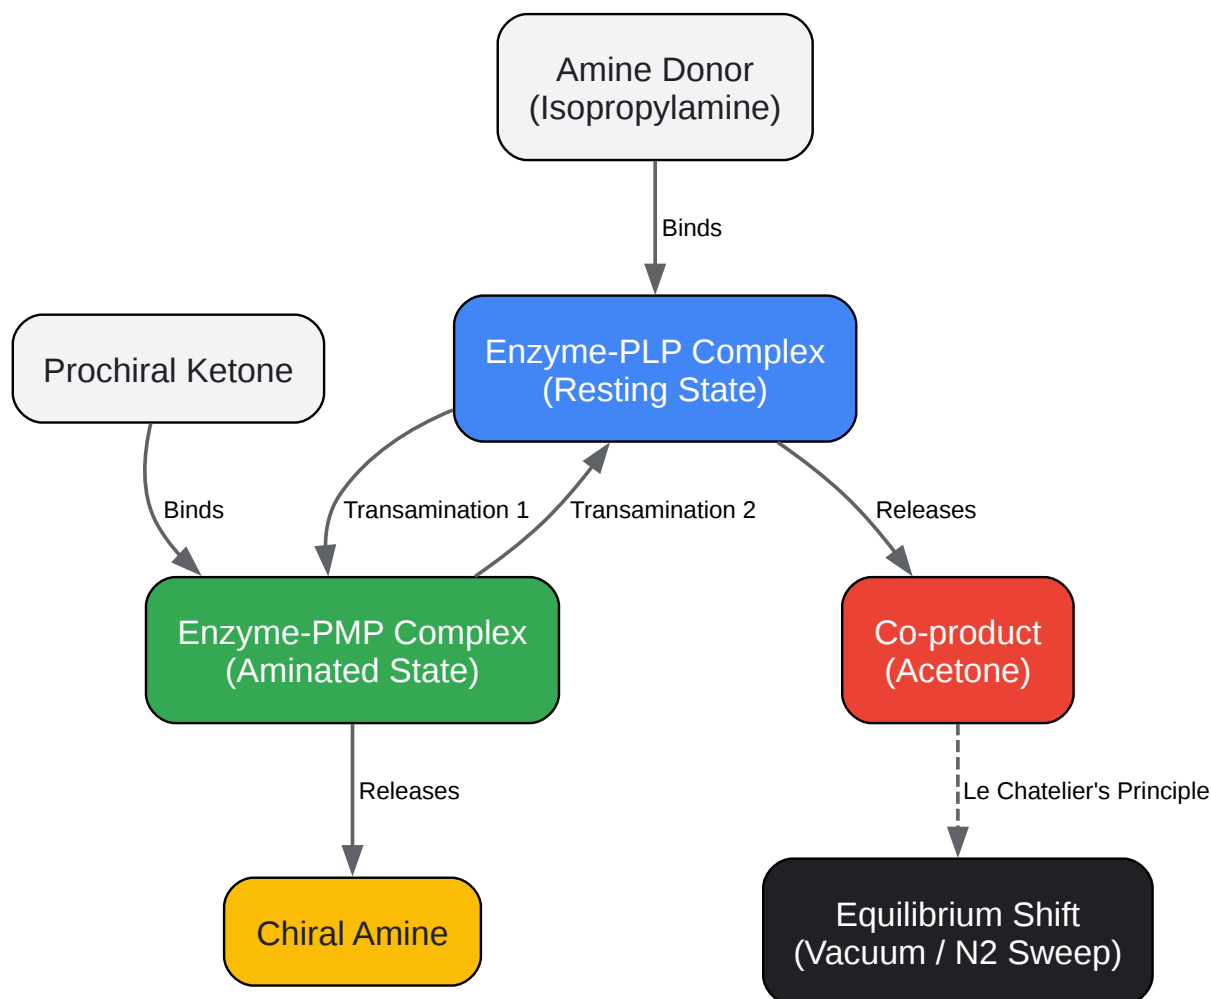 Amine Donor
(Isopropylamine)
Binds
Enzyme-PLP Complex
(Resting State)
Prochiral Ketone
Binds
Transamination 1
Transamination 2
Releases
Enzyme-PMP Complex
(Aminated State)
Co-product
(Acetone)
Releases
Le Chatelier's Principle
Chiral Amine
Equilibrium Shift
(Vacuum / N2 Sweep)